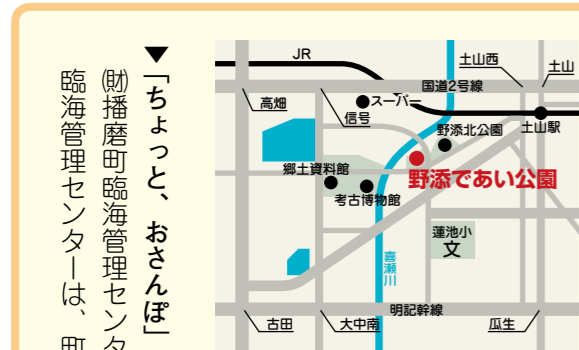 ▼「ちょっと、おさんぽ」
㈶播磨町臨海管理センタ
臨海管理センターは、町
JR
土山西
土山
国道2号線
高畑
信号
スーパー
野添北公園
土山駅
郷土資料館
考古博物館
野添であい公園
蓮池小
文
喜瀬川
明記幹線
古田
大中南
瓜生